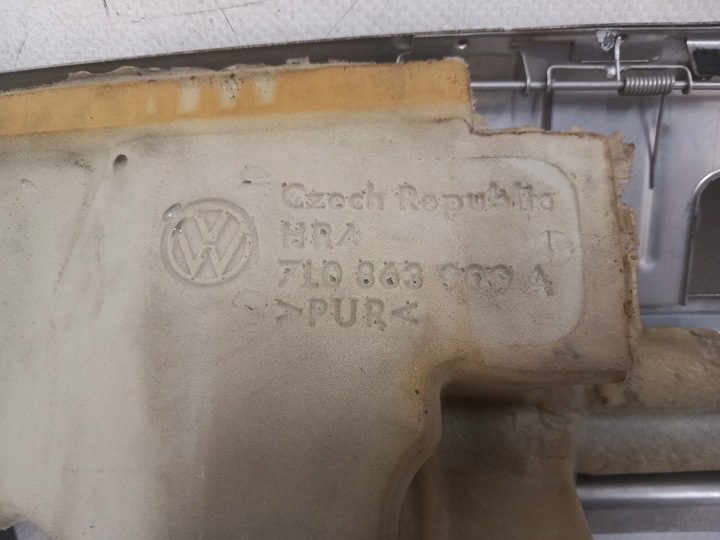 Czech Republic
HR4
7L0 863 909 A
>PUR<